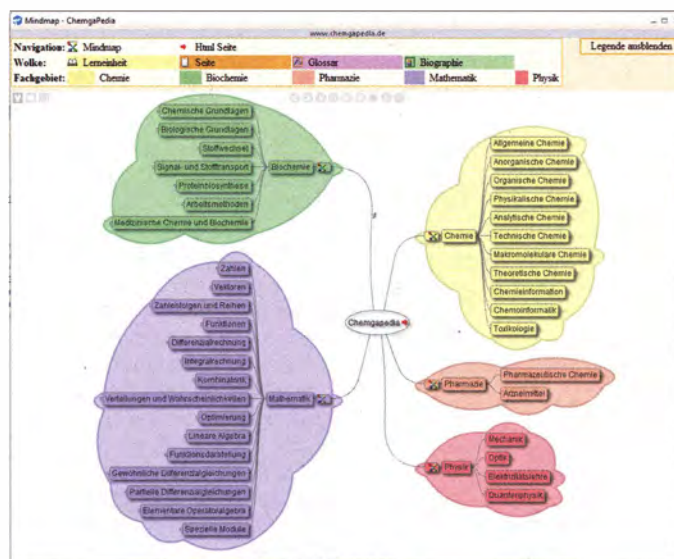 Mindmap - ChemgaPedia
www.chemgapedia.de
Navigation: Mindmap Html Seite
Legende ausblenden
Wolke: Lerneinheit Seite Glossar Biographie
Fachgebiet: Chemie Biochemie Pharmazie Mathematik Physik
Chemische Grundlagen
Biologische Grundlagen
Stoffwechsel
Signal- und Stofftransport
Proteinbiosynthese
Arbeitsmethoden
Medizinische Chemie und Biochemie
Biochemie
Allgemeine Chemie
Anorganische Chemie
Organische Chemie
Physikalische Chemie
Analytische Chemie
Technische Chemie
Makromolekulare Chemie
Theoretische Chemie
Chemieinformation
Chemoinformatik
Toxikologie
Chemie
Chemgapedia
Zahlen
Vektoren
Zahlenfolgen und Reihen
Funktionen
Differenzialrechnung
Integralrechnung
Kombinatorik
Verteilungen und Wahrscheinlichkeiten
Optimierung
Lineare Algebra
Funktionsdarstellung
Gewöhnliche Differenzialgleichungen
Partielle Differenzialgleichungen
Elementare Operatoralgebra
Spezielle Module
Mathematik
Pharmazie
Pharmazeutische Chemie
Arzneimittel
Physik
Mechanik
Optik
Elektrizitätslehre
Quantenphysik